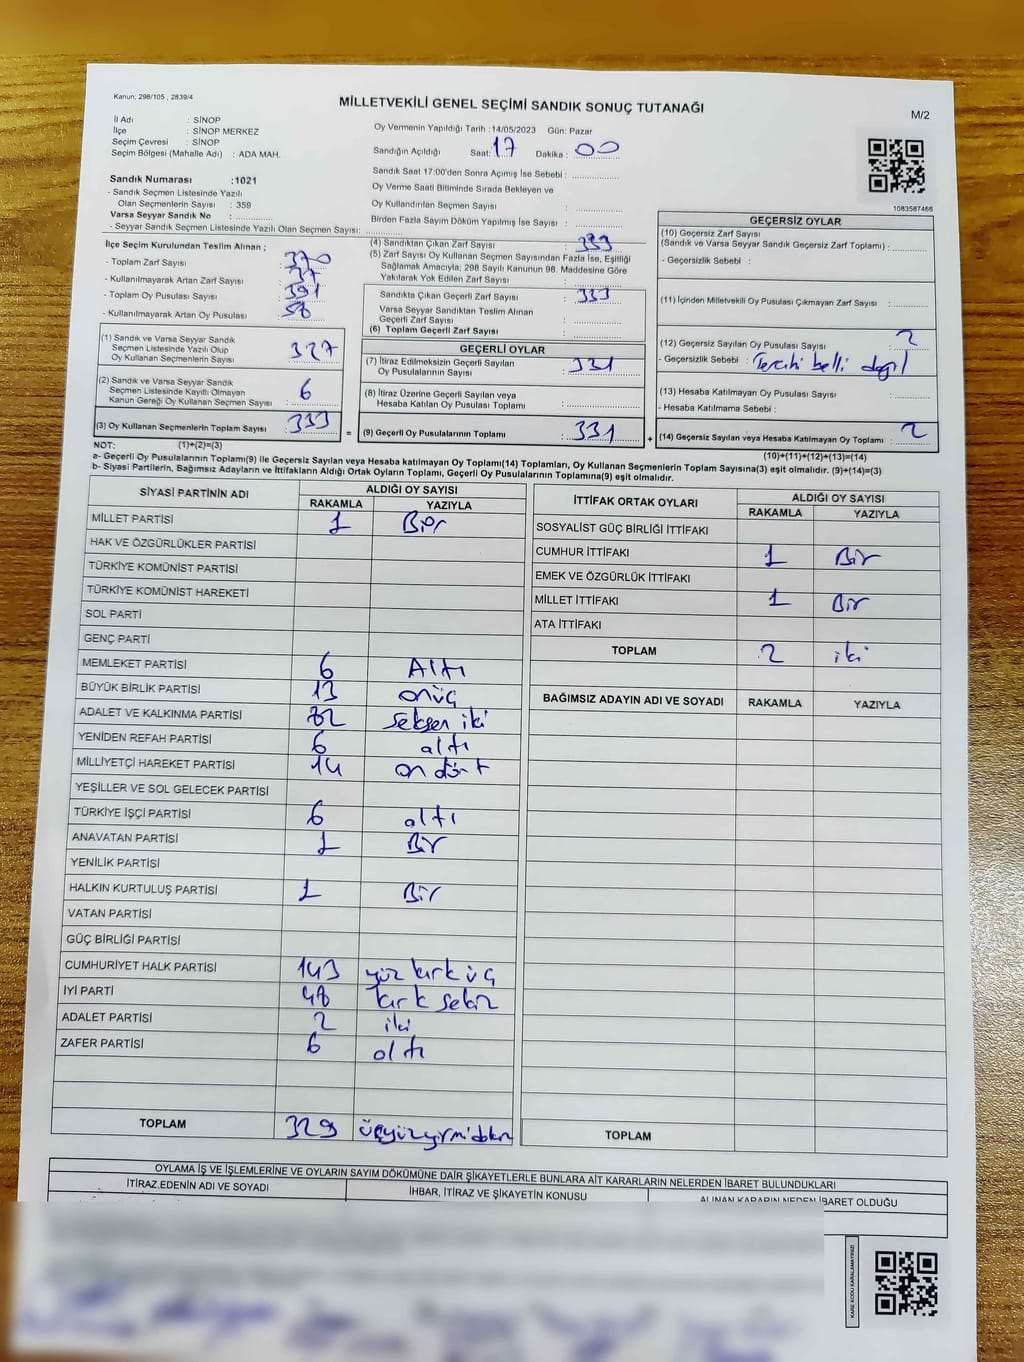 Kanun, 298/105 , 2839/4
MİLLETVEKİLİ GENEL SEÇİMİ SANDIK SONUÇ TUTANAĞI
M/2
İl Adı : SİNOP
İlçe : SİNOP MERKEZ
Seçim Çevresi : SİNOP
Seçim Bölgesi (Mahalle Adı) : ADA MAH.
Oy Vermenin Yapıldığı Tarih :14/05/2023 Gün: Pazar
Sandığın Açıldığı Saat: 17 Dakika : 00
Sandık Saat 17:00'den Sonra Açımış İse Sebebi :
Oy Verme Saati Bitiminde Sırada Bekleyen ve
Oy Kullandırılan Seçmen Sayısı :
Birden Fazla Sayım Döküm Yapılmış İse Sayısı :
1083587466
Sandık Numarası :1021
- Sandık Seçmen Listesinde Yazılı
Olan Seçmenlerin Sayısı : 359
Varsa Seyyar Sandık No :
- Seyyar Sandık Seçmen Listesinde Yazılı Olan Seçmen Sayısı:
İlçe Seçim Kurulundan Teslim Alınan ;
- Toplam Zarf Sayısı : 370
- Kullanılmayarak Artan Zarf Sayısı : 37
- Toplam Oy Pusulası Sayısı : 391
- Kullanılmayarak Artan Oy Pusulası : 58
(1) Sandık ve Varsa Seyyar Sandık
Seçmen Listesinde Yazılı Olup
Oy Kullanan Seçmenlerin Sayısı : 327
(2) Sandık ve Varsa Seyyar Sandık
Seçmen Listesinde Kayıtlı Olmayan
Kanun Gereği Oy Kullanan Seçmen Sayısı : 6
(3) Oy Kullanan Seçmenlerin Toplam Sayısı : 333
(4) Sandıktan Çıkan Zarf Sayısı : 333
(5) Zarf Sayısı Oy Kullanan Seçmen Sayısından Fazla İse, Eşitliği
Sağlamak Amacıyla; 298 Sayılı Kanunun 98. Maddesine Göre
Yakılarak Yok Edilen Zarf Sayısı :
Sandıkta Çıkan Geçerli Zarf Sayısı : 333
Varsa Seyyar Sandıktan Teslim Alınan
Geçerli Zarf Sayısı :
(6) Toplam Geçerli Zarf Sayısı :
GEÇERLİ OYLAR
(7) İtiraz Edilmeksizin Geçerli Sayılan
Oy Pusulalarının Sayısı : 331
(8) İtiraz Üzerine Geçerli Sayılan veya
Hesaba Katılan Oy Pusulası Toplamı :
= (9) Geçerli Oy Pusulalarının Toplamı : 331
GEÇERSİZ OYLAR
(10) Geçersiz Zarf Sayısı
(Sandık ve Varsa Seyyar Sandık Geçersiz Zarf Toplamı) :
- Geçersizlik Sebebi :
(11) İçinden Milletvekili Oy Pusulası Çıkmayan Zarf Sayısı :
(12) Geçersiz Sayılan Oy Pusulası Sayısı : 2
- Geçersizlik Sebebi : Tercihi belli değil
(13) Hesaba Katılmayan Oy Pusulası Sayısı :
- Hesaba Katılmama Sebebi :
+ (14) Geçersiz Sayılan veya Hesaba Katılmayan Oy Toplamı : 2
NOT: (1)+(2)=(3) (10)+(11)+(12)+(13)=(14)
a- Geçerli Oy Pusulası Toplamı(9) ile Geçersiz Sayılan veya Hesaba katılmayan Oy Toplamı(14) Toplamları, Oy Kullanan Seçmenlerin Toplam Sayısına(3) eşit olmalıdır. (9)+(14)=(3)
b- Siyasi Partilerin, Bağımsız Adayların ve İttifakların Aldığı Ortak Oyların Toplamı, Geçerli Oy Pusulalarının Toplamına(9) eşit olmalıdır.
SİYASİ PARTİNİN ADI ALDIĞI OY SAYISI
RAKAMLA YAZIYLA
MİLLET PARTİSİ 1 Bir
HAK VE ÖZGÜRLÜKLER PARTİSİ
TÜRKİYE KOMÜNİST PARTİSİ
TÜRKİYE KOMÜNİST HAREKETİ
SOL PARTİ
GENÇ PARTİ
MEMLEKET PARTİSİ 6 Altı
BÜYÜK BİRLİK PARTİSİ 13 onüç
ADALET VE KALKINMA PARTİSİ 82 seksen iki
YENİDEN REFAH PARTİSİ 6 altı
MİLLİYETÇİ HAREKET PARTİSİ 14 on dört
YEŞİLLER VE SOL GELECEK PARTİSİ
TÜRKİYE İŞÇİ PARTİSİ 6 altı
ANAVATAN PARTİSİ 1 Bir
YENİLİK PARTİSİ
HALKIN KURTULUŞ PARTİSİ 1 Bir
VATAN PARTİSİ
GÜÇ BİRLİĞİ PARTİSİ
CUMHURİYET HALK PARTİSİ 143 yüz kırk üç
İYİ PARTİ 48 kırk sekiz
ADALET PARTİSİ 2 iki
ZAFER PARTİSİ 6 altı
TOPLAM 329
İTTİFAK ORTAK OYLARI ALDIĞI OY SAYISI
RAKAMLA YAZIYLA
SOSYALİST GÜÇ BİRLİĞİ İTTİFAKI
CUMHUR İTTİFAKI 1 Bir
EMEK VE ÖZGÜRLÜK İTTİFAKI
MİLLET İTTİFAKI 1 Bir
ATA İTTİFAKI
TOPLAM 2 iki
BAĞIMSIZ ADAYIN ADI VE SOYADI RAKAMLA YAZIYLA
TOPLAM
OYLAMA İŞ VE İŞLEMLERİNE VE OYLARIN SAYIM DÖKÜMÜNE DAİR ŞİKAYETLERLE BUNLARA AİT KARARLARIN NELERDEN İBARET BULUNDUKLARI
İTİRAZ EDENİN ADI VE SOYADI İHBAR, İTİRAZ VE ŞİKAYETİN KONUSU ALINAN KARARIN NEDEN İBARET OLDUĞU
KARE KODU KARALAMAYINIZ!